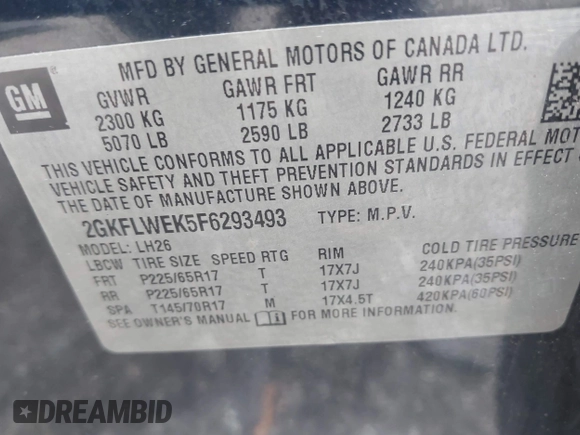 MFD BY GENERAL MOTORS OF CANADA LTD.
GM
GVWR GAWR FRT GAWR RR
2300 KG 1175 KG 1240 KG
5070 LB 2590 LB 2733 LB
THIS VEHICLE CONFORMS TO ALL APPLICABLE U.S. FEDERAL MOT
VEHICLE SAFETY AND THEFT PREVENTION STANDARDS IN EFFECT
THE DATE OF MANUFACTURE SHOWN ABOVE.
2GKFLWEK5F6293493 TYPE: M.P.V.
MODEL: LH26
LBCW TIRE SIZE SPEED RTG RIM COLD TIRE PRESSURE
FRT P225/65R17 T 17X7J 240KPA(35PSI)
RR P225/65R17 T 17X7J 240KPA(35PSI)
SPA T145/70R17 M 17X4.5T 420KPA(60PSI)
SEE OWNER'S MANUAL FOR MORE INFORMATION.
DREAMBID